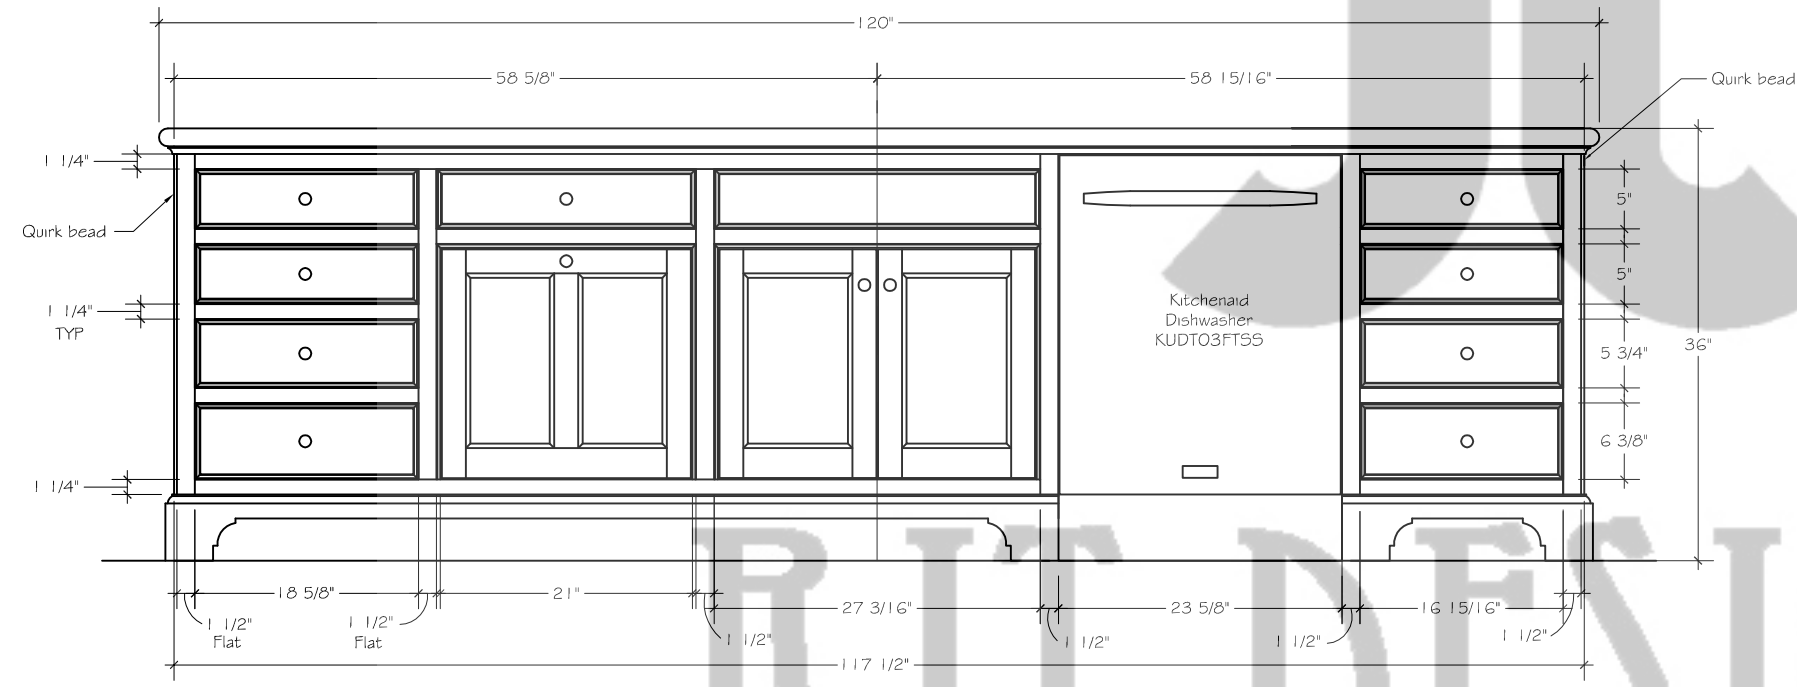 120"
58 5/8"
58 15/16"
Quirk bead
1 1/4"
Quirk bead
1 1/4"
TYP
1 1/4"
Kitchenaid
Dishwasher
KUDTO3FTSS
5"
5"
5 3/4"
6 3/8"
36"
18 5/8"
21"
27 3/16"
23 5/8"
16 15/16"
1 1/2"
Flat
1 1/2"
Flat
1 1/2"
1 1/2"
1 1/2"
1 1/2"
117 1/2"